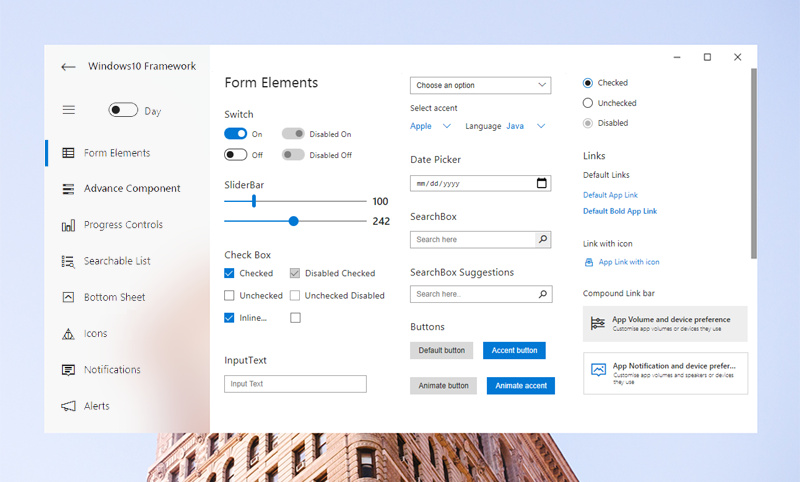 Windows10 Framework
Day
Form Elements
Advance Component
Progress Controls
Searchable List
Bottom Sheet
Icons
Notifications
Alerts
Form Elements
Switch
On
Disabled On
Off
Disabled Off
SliderBar
100
242
Check Box
Checked
Disabled Checked
Unchecked
Unchecked Disabled
Inline...
InputText
Input Text
Choose an option
Select accent
Apple
Language
Java
Date Picker
mm/dd/yyyy
SearchBox
Search here
SearchBox Suggestions
Search here..
Buttons
Default button
Accent button
Animate button
Animate accent
Checked
Unchecked
Disabled
Links
Default Links
Default App Link
Default Bold App Link
Link with icon
App Link with icon
Compound Link bar
App Volume and device preference
Customise app volumes or devices they use
App Notification and device prefer...
Customise app volumes and speakers or devices
they use